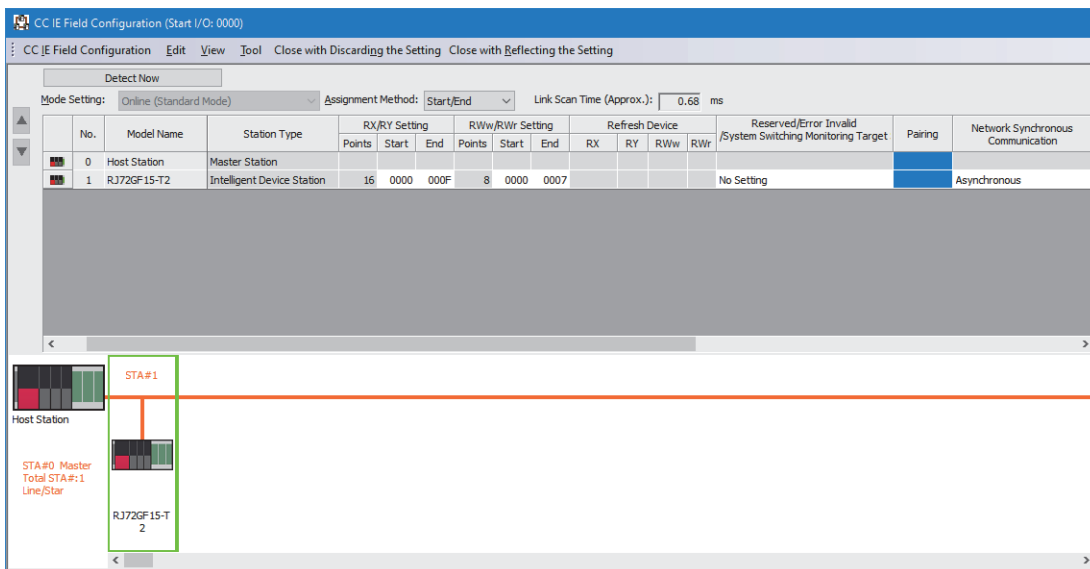 CC IE Field Configuration (Start I/O: 0000)
CC IE Field Configuration Edit View Tool Close with Discarding the Setting Close with Reflecting the Setting
Detect Now
Mode Setting: Online (Standard Mode) Assignment Method: Start/End Link Scan Time (Approx.): 0.68 ms
No. Model Name Station Type RX/RY Setting RWw/RWr Setting Refresh Device Reserved/Error Invalid /System Switching Monitoring Target Pairing Network Synchronous Communication
Points Start End Points Start End RX RY RWw RWr
0 Host Station Master Station
1 RJ72GF15-T2 Intelligent Device Station 16 0000 000F 8 0000 0007 No Setting Asynchronous
STA#1
Host Station
STA#0 Master
Total STA#:1
Line/Star
RJ72GF15-T
2